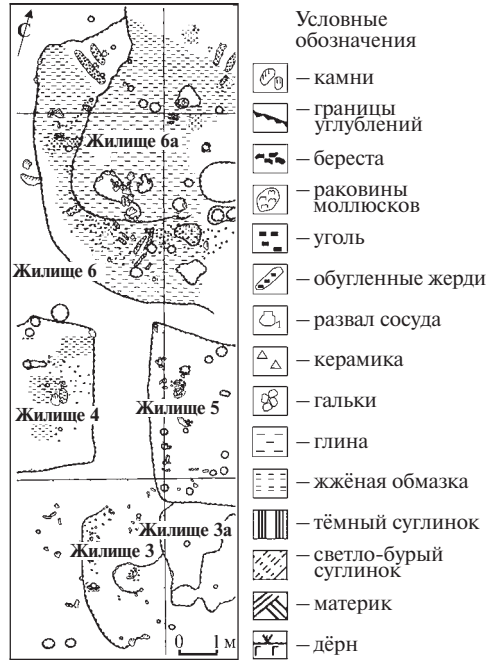 С
Жилище 6а
Жилище 6
Жилище 4
Жилище 5
Жилище 3а
Жилище 3
0 1 м
Условные
обозначения
– камни
– границы
углублений
– береста
– раковины
моллюсков
– уголь
– обугленные жерди
– развал сосуда
– керамика
– гальки
– глина
– жжёная обмазка
– тёмный суглинок
– светло-бурый
суглинок
– материк
– дёрн